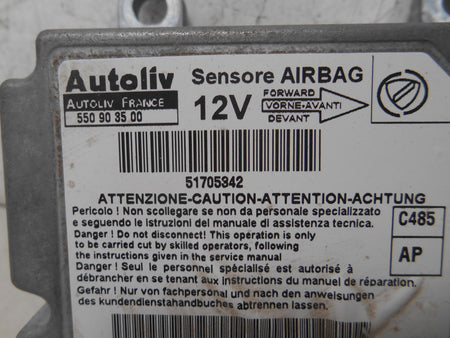 Autoliv
AUTOLIV FRANCE
550 90 35 00
Sensore AIRBAG
12V
FORWARD
VORNE-AVANTI
DEVANT
51705342
ATTENZIONE-CAUTION-ATTENTION-ACHTUNG
Pericolo ! Non scollegare se non da personale specializzato
e seguendo le istruzioni del manuale di assistenza tecnica.
Danger ! Do not disconnect! This operation is only
to be carried cut by skilled operators, following
the instructions given in the service manual
Danger ! Seul le personnel spécialisé est autorisé à
débrancher en se tenant aux instructions du manuel de réparation.
Gefahr ! Nur von fachpersonal und nach den anweisungen
des kundendiensthandbuches abtrennen lassen.
C485
AP